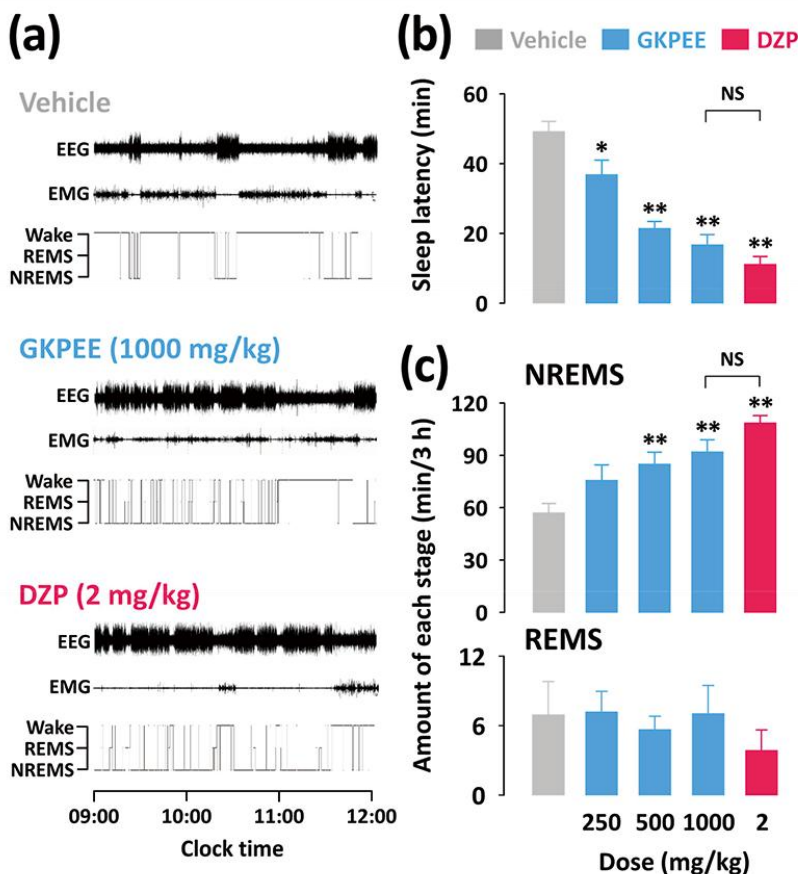 (a)
Vehicle
EEG
EMG
Wake
REMS
NREMS
GKPEE (1000 mg/kg)
EEG
EMG
Wake
REMS
NREMS
DZP (2 mg/kg)
EEG
EMG
Wake
REMS
NREMS
09:00 10:00 11:00 12:00
Clock time
(b)
Vehicle GKPEE DZP
Sleep latency (min)
60
40
20
0
NS
*
**
**
**
(c)
NREMS
Amount of each stage (min/3 h)
120
90
60
30
0
NS
**
**
**
REMS
12
6
0
250 500 1000 2
Dose (mg/kg)